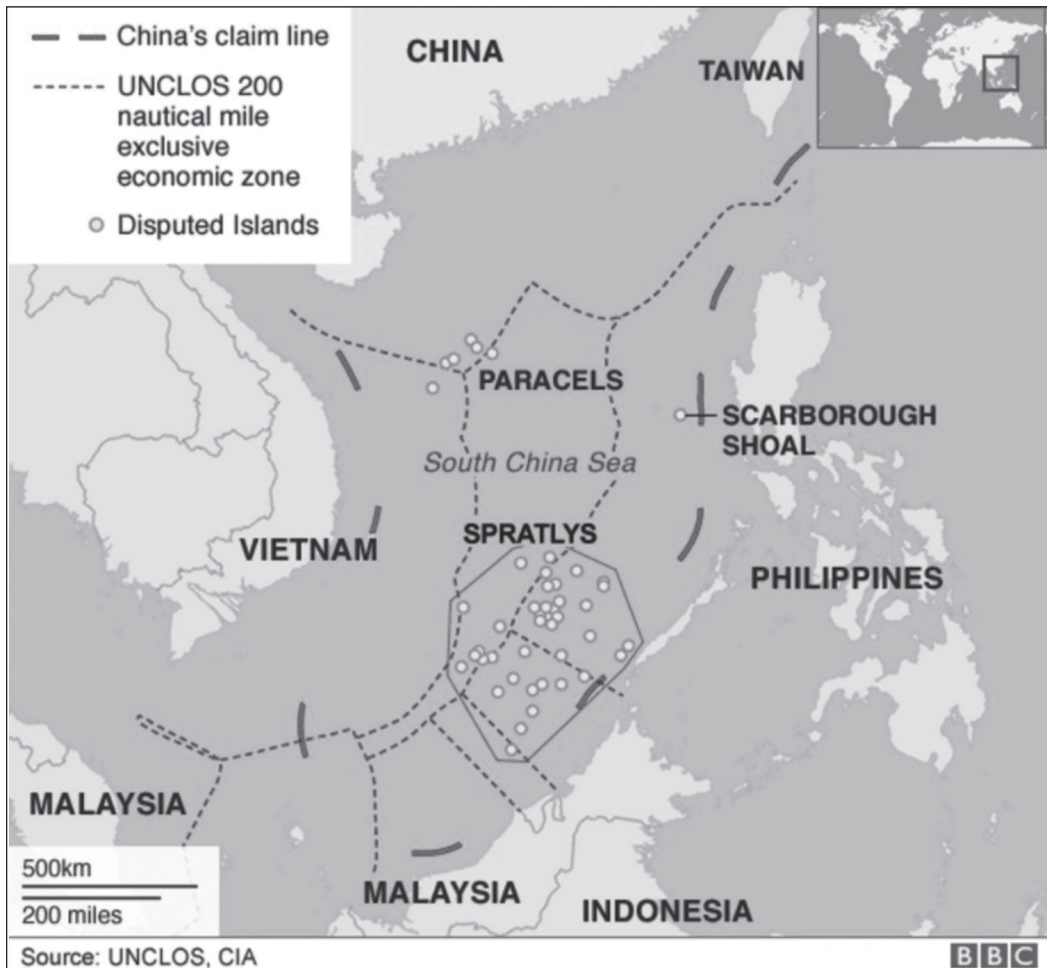 China's claim line
UNCLOS 200
nautical mile
exclusive
economic zone
Disputed Islands
CHINA
TAIWAN
PARACELS
SCARBOROUGH
SHOAL
South China Sea
SPRATLYS
VIETNAM
PHILIPPINES
MALAYSIA
MALAYSIA
INDONESIA
500km
200 miles
Source: UNCLOS, CIA
BBC